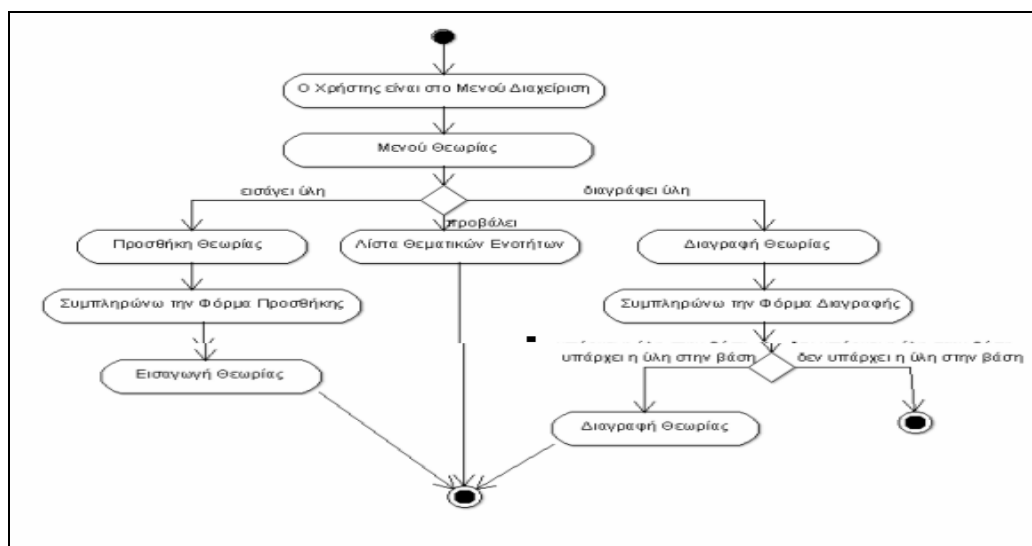 Ο Χρήστης είναι στο Μενού Διαχείριση
Μενού Θεωρίας
εισάγει ύλη
διαγράφει ύλη
προβάλει
Προσθήκη Θεωρίας
Λίστα Θεματικών Ενοτήτων
Διαγραφή Θεωρίας
Συμπληρώνω την Φόρμα Προσθήκης
Συμπληρώνω την Φόρμα Διαγραφής
υπάρχει η ύλη στην βάση
δεν υπάρχει η ύλη στην βάση
Εισαγωγή Θεωρίας
Διαγραφή Θεωρίας